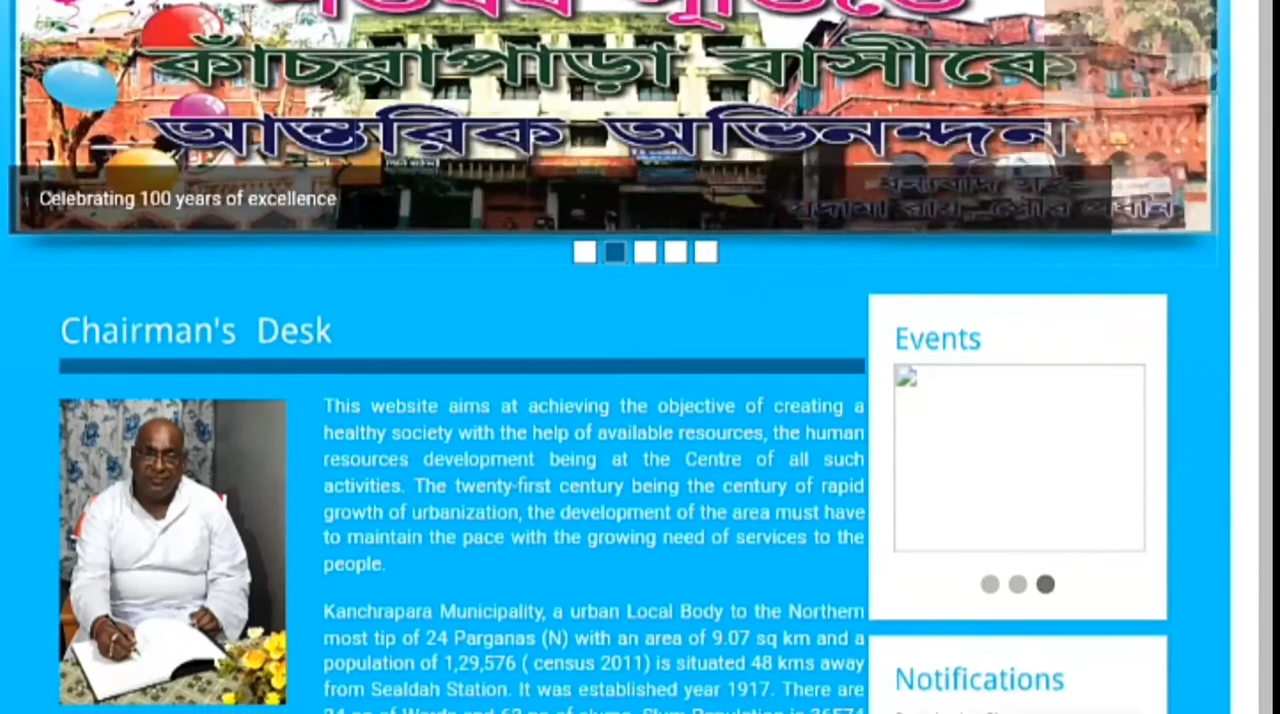 শতবর্ষ পূর্তিতে
কাঁচরাপাড়া বাসীকে
আন্তরিক অভিনন্দন
Celebrating 100 years of excellence
Chairman's Desk
This website aims at achieving the objective of creating a
healthy society with the help of available resources, the human
resources development being at the Centre of all such
activities. The twenty-first century being the century of rapid
growth of urbanization, the development of the area must have
to maintain the pace with the growing need of services to the
people.
Kanchrapara Municipality, a urban Local Body to the Northern
most tip of 24 Parganas (N) with an area of 9.07 sq km and a
population of 1,29,576 ( census 2011) is situated 48 kms away
from Sealdah Station. It was established year 1917. There are
Events
Notifications